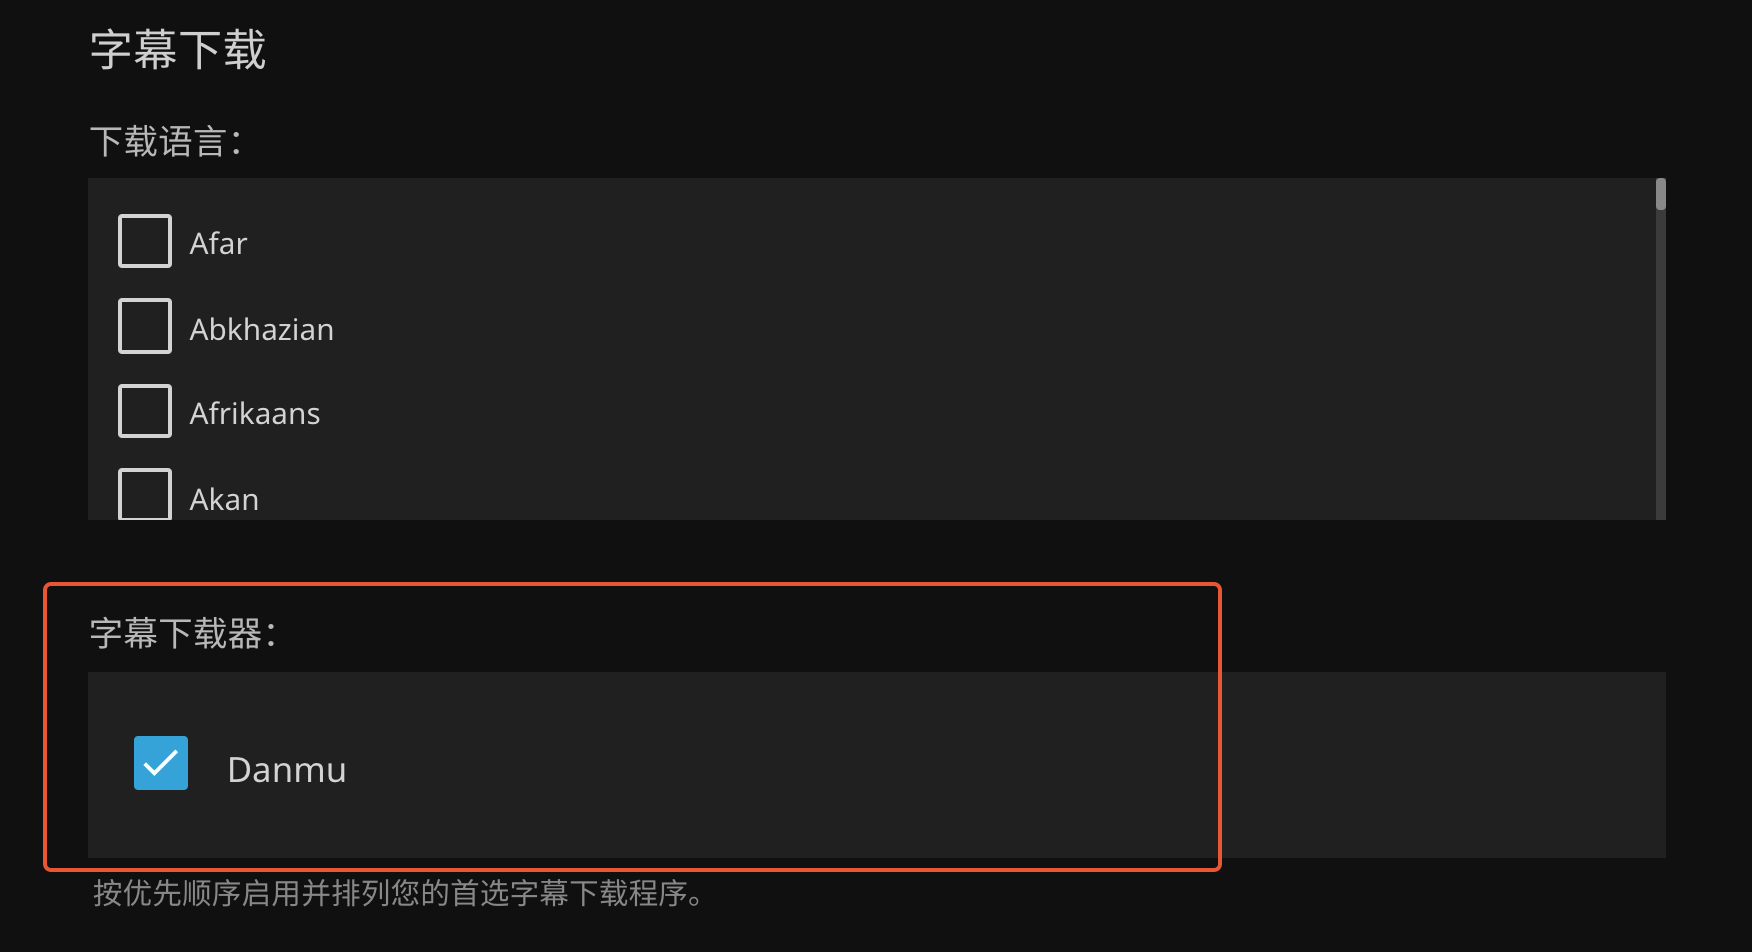 字幕下载
下载语言：
Afar
Abkhazian
Afrikaans
Akan
字幕下载器：
Danmu
按优先顺序启用并排列您的首选字幕下载程序。